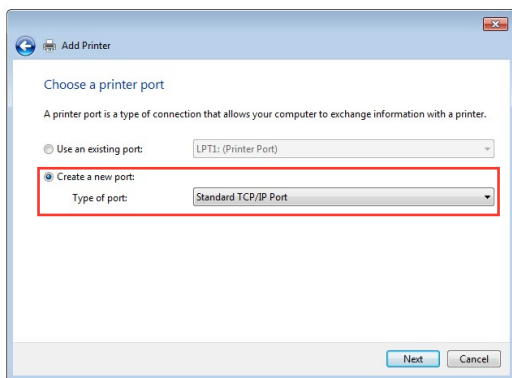 Add Printer
Choose a printer port
A printer port is a type of connection that allows your computer to exchange information with a printer.
Use an existing port: LPT1: (Printer Port)
Create a new port:
Type of port: Standard TCP/IP Port
Next Cancel